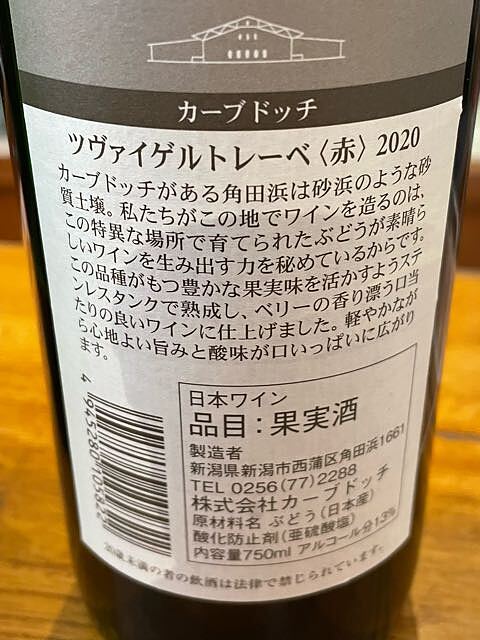 カーブドッチ
ツヴァイゲルトレーベ〈赤〉2020
カーブドッチがある角田浜は砂浜のような砂
質土壌。私たちがこの地でワインを造るのは、
この特異な場所で育てられたぶどうが素晴ら
しいワインを生み出す力を秘めているからです。
この品種がもつ豊かな果実味を活かすようステ
ンレスタンクで熟成し、ベリーの香り漂う口当
たりの良いワインに仕上げました。軽やかなが
ら心地よい旨みと酸味が口いっぱいに広がり
ます。
日本ワイン
品目：果実酒
製造者
新潟県新潟市西蒲区角田浜1661
TEL 0256(77)2288
株式会社カーブドッチ
原材料名 ぶどう(日本産)
酸化防止剤(亜硫酸塩)
内容量750ml アルコール分13%
20歳未満の者の飲酒は法律で禁じられています。